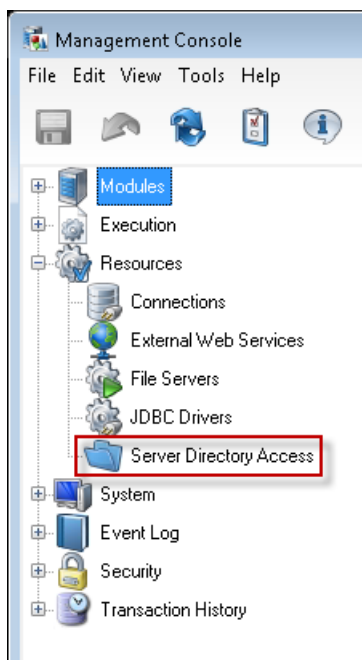 Management Console
File Edit View Tools Help
Modules
Execution
Resources
Connections
External Web Services
File Servers
JDBC Drivers
Server Directory Access
System
Event Log
Security
Transaction History